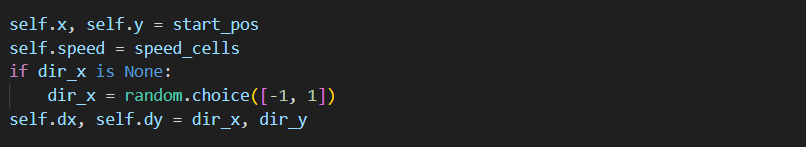 self.x, self.y = start_pos
self.speed = speed_cells
if dir_x is None:
    dir_x = random.choice([-1, 1])
self.dx, self.dy = dir_x, dir_y